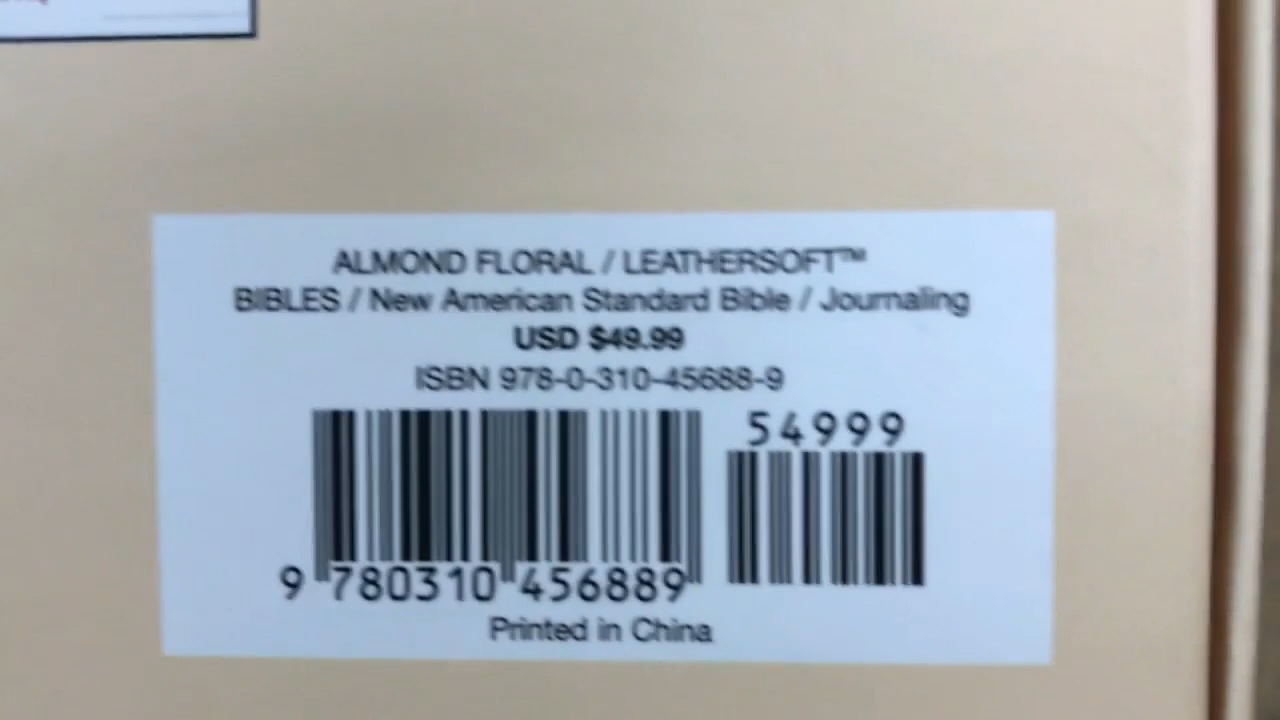 ALMOND FLORAL / LEATHERSOFT™
BIBLES / New American Standard Bible / Journaling
USD $49.99
ISBN 978-0-310-45688-9
54999
9 780310 456889
Printed in China